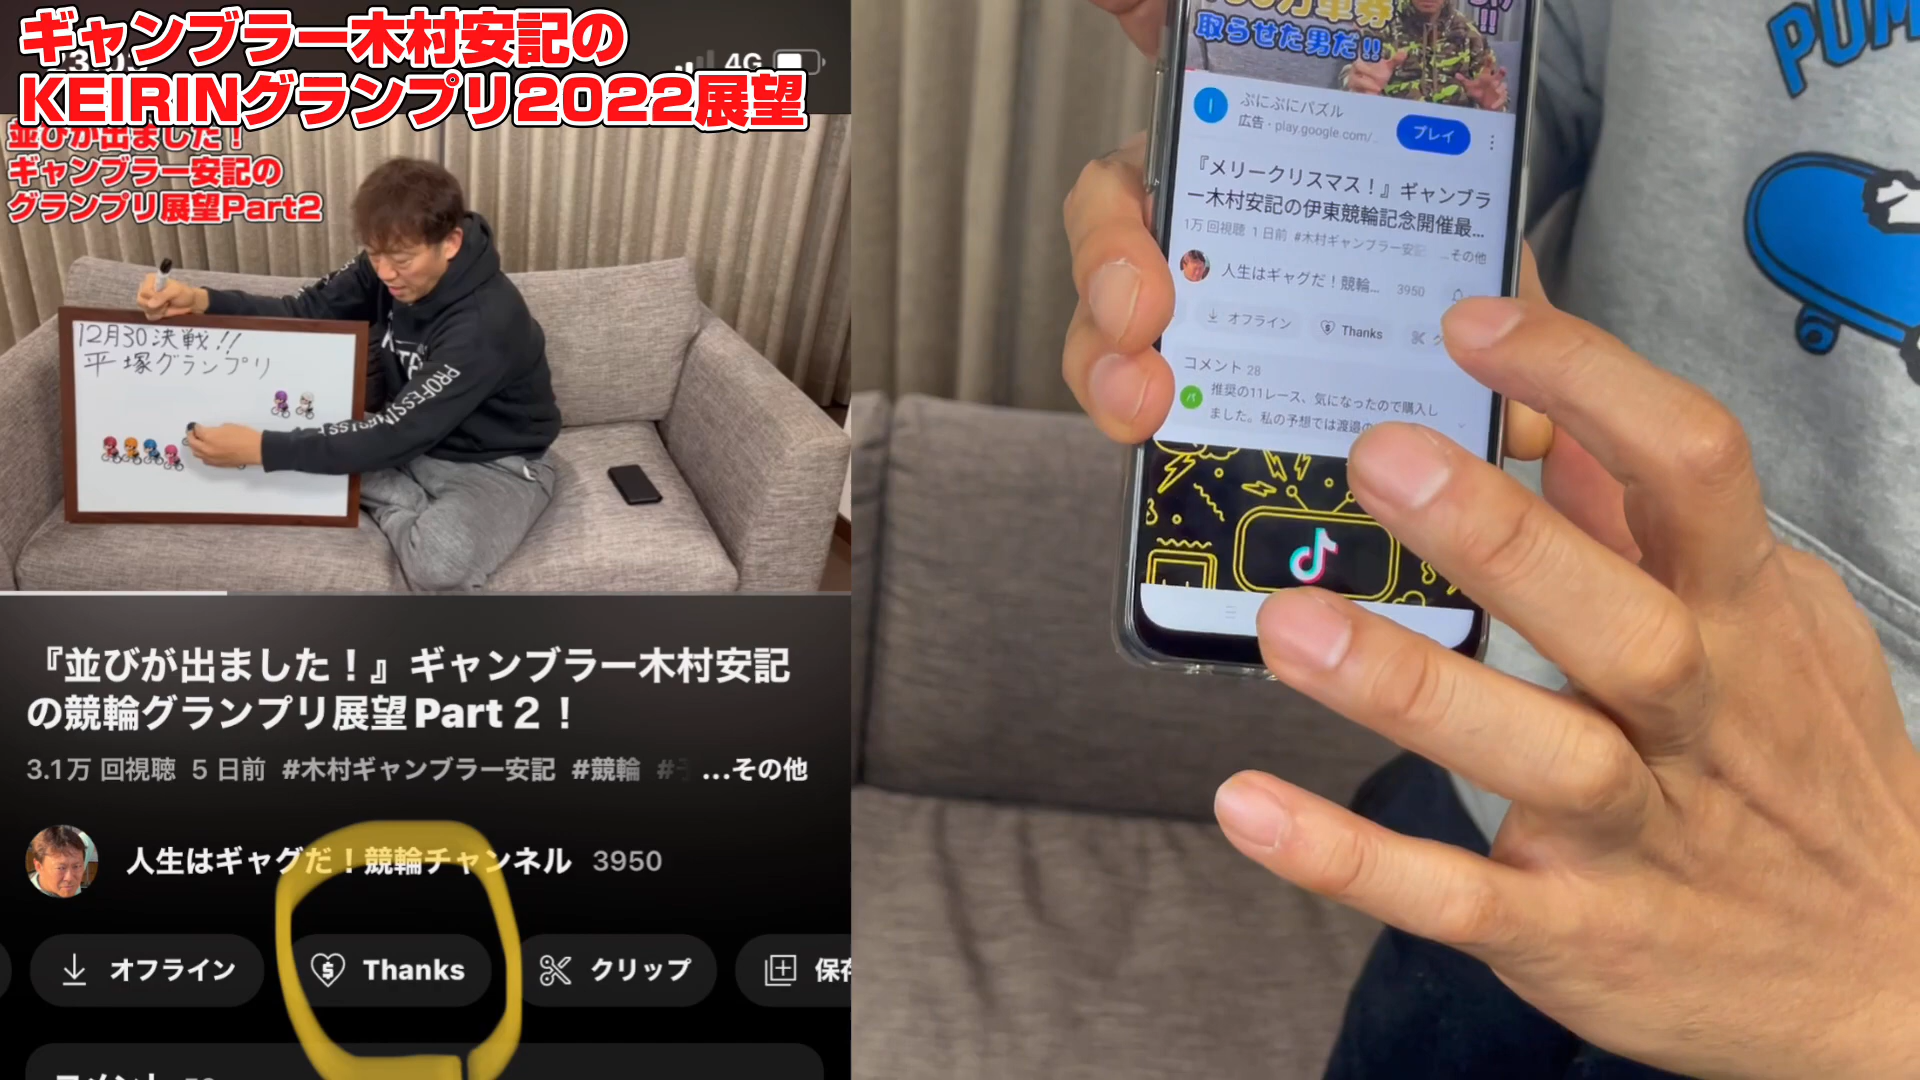 ギャンブラー木村安記の
KEIRINグランプリ2022展望
4G
並びが出ました！
ギャンブラー安記の
グランプリ展望Part2
12月30決戦!!
平塚グランプリ
PROFESSI
『並びが出ました！』ギャンブラー木村安記
の競輪グランプリ展望Part２！
3.1万 回視聴 5 日前 #木村ギャンブラー安記 #競輪 ...その他
人生はギャグだ！競輪チャンネル 3950
オフライン
Thanks
クリップ
保存
取らせた男だ!!
ぷにぷにパズル
広告・play.google.com/..
プレイ
『メリークリスマス！』ギャンブラ
ー木村安記の伊東競輪記念開催最...
1万 回視聴 1 日前 #木村ギャンブラー安記 ...その他
人生はギャグだ！競輪... 3950
オフライン
Thanks
コメント 28
パ
推奨の11レース、気になったので購入し
ました。私の予想では渡邉の
PUM